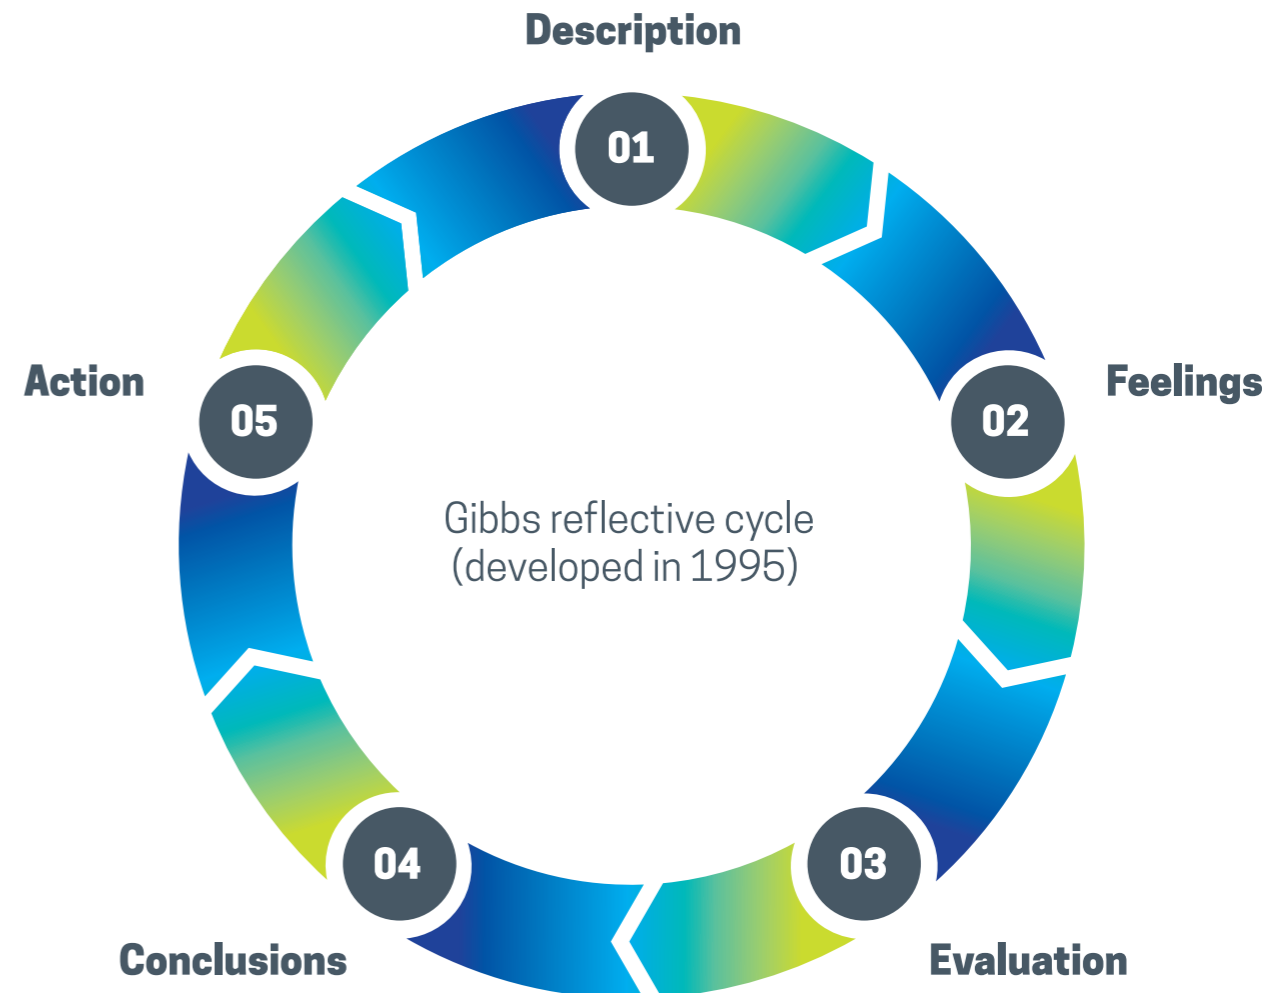 Description
01
Feelings
02
Evaluation
03
Conclusions
04
Action
05
Gibbs reflective cycle
(developed in 1995)